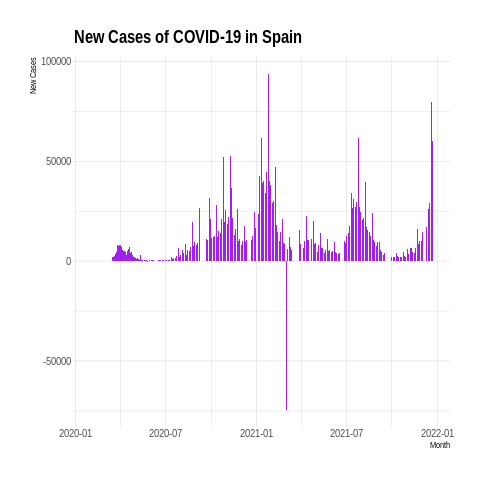 New Cases of COVID-19 in Spain
New Cases
100000
50000
0
-50000
2020-01 2020-07 2021-01 2021-07 2022-01
Month